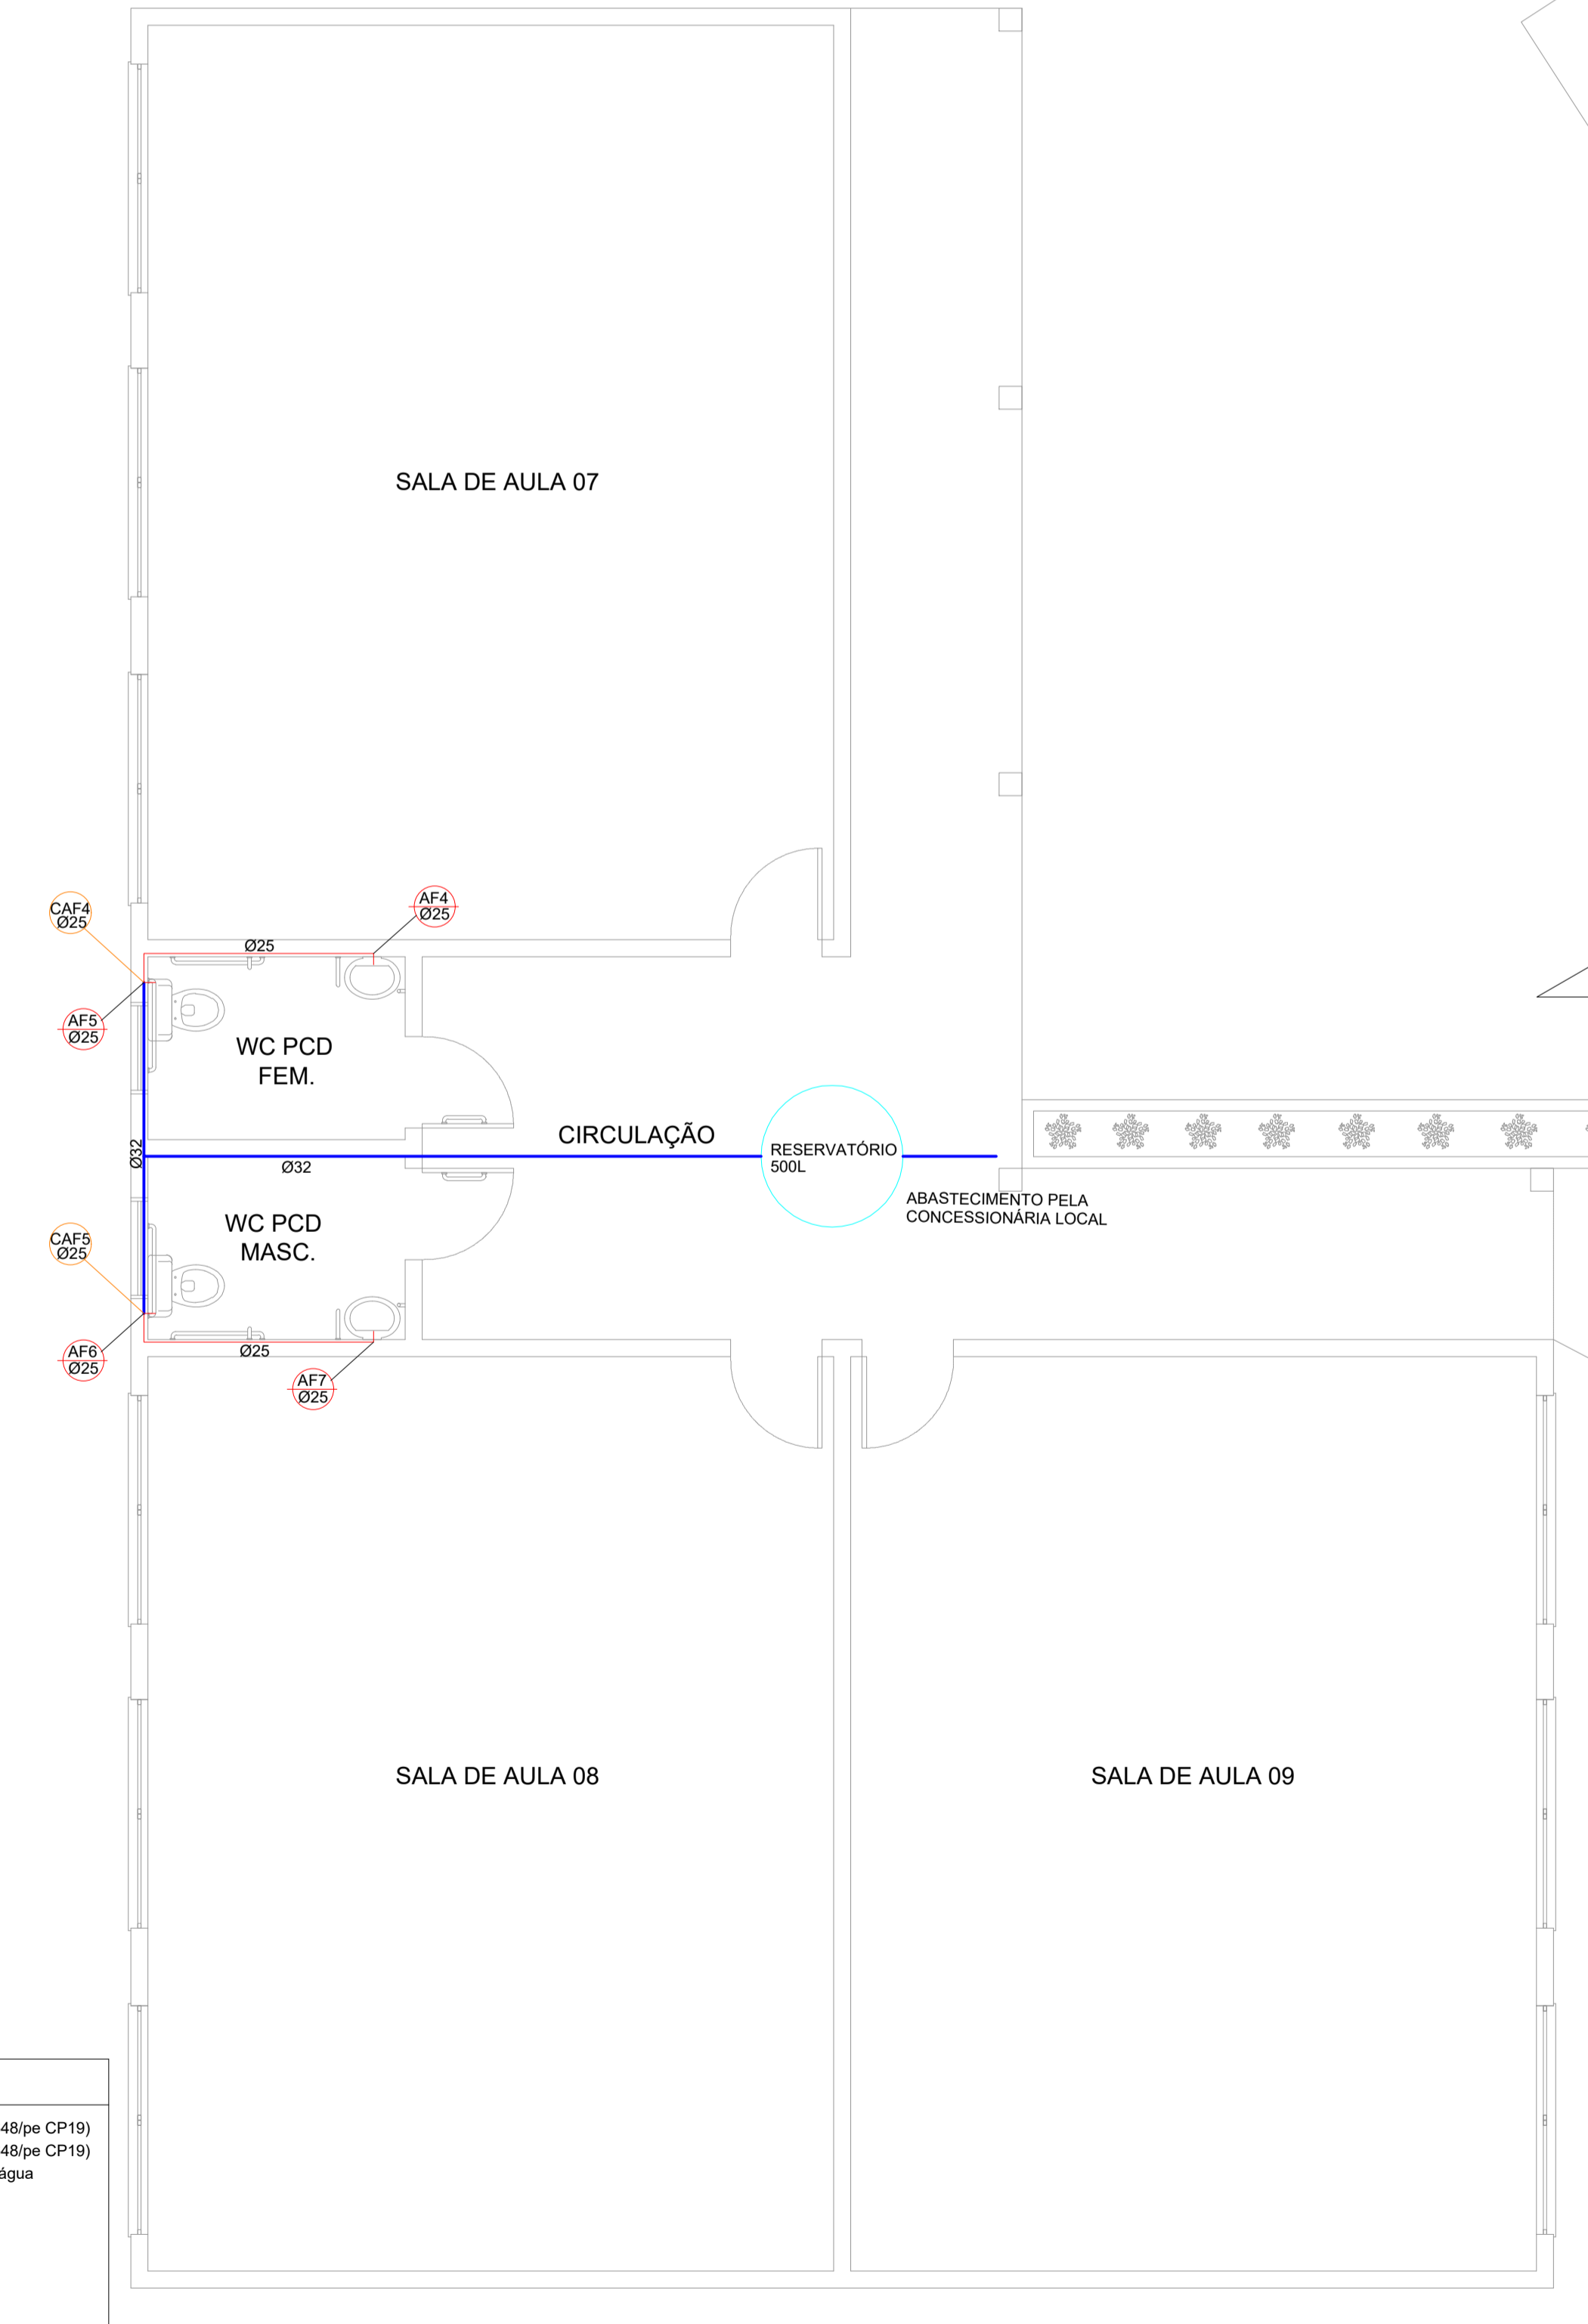 SALA DE AULA 07
CAF4
Ø25
AF4
Ø25
Ø25
AF5
Ø25
WC PCD
FEM.
CIRCULAÇÃO
RESERVATÓRIO
500L
Ø32
Ø32
ABASTECIMENTO PELA
CONCESSIONÁRIA LOCAL
WC PCD
MASC.
CAF5
Ø25
AF6
Ø25
Ø25
AF7
Ø25
SALA DE AULA 08
SALA DE AULA 09
48/pe CP19)
48/pe CP19)
água